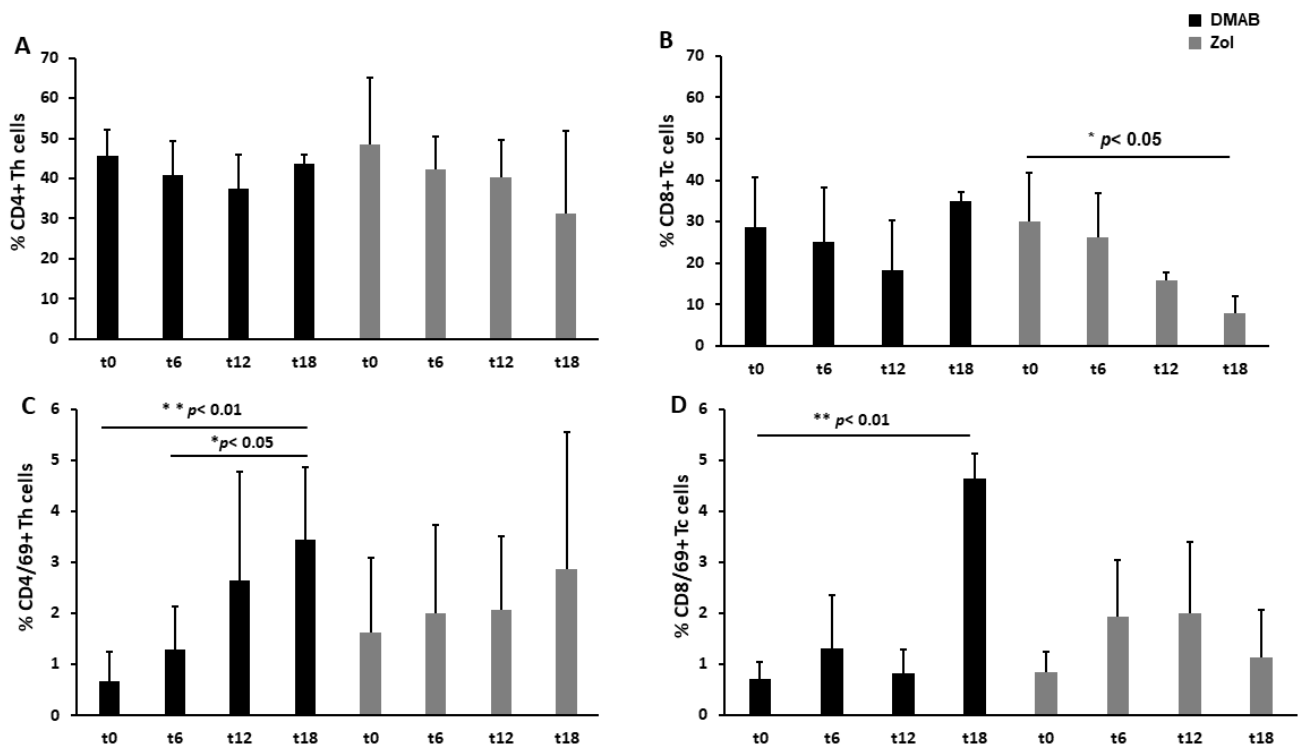 DMAB
Zol
A
% CD4+ Th cells
70
60
50
40
30
20
10
0
t0 t6 t12 t18 t0 t6 t12 t18
B
% CD8+ Tc cells
70
60
50
40
30
20
10
0
* p< 0.05
t0 t6 t12 t18 t0 t6 t12 t18
C
% CD4/69+ Th cells
6
5
4
3
2
1
0
* * p< 0.01
*p< 0.05
t0 t6 t12 t18 t0 t6 t12 t18
D
% CD8/69+ Tc cells
6
5
4
3
2
1
0
** p< 0.01
t0 t6 t12 t18 t0 t6 t12 t18